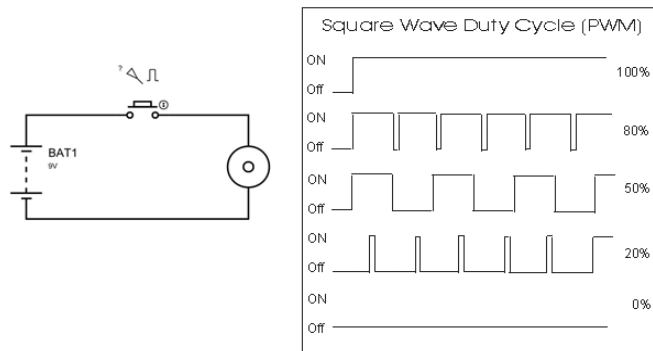 ?
BAT1
9V
Square Wave Duty Cycle (PWM)
ON
Off
100%
ON
Off
80%
ON
Off
50%
ON
Off
20%
ON
Off
0%